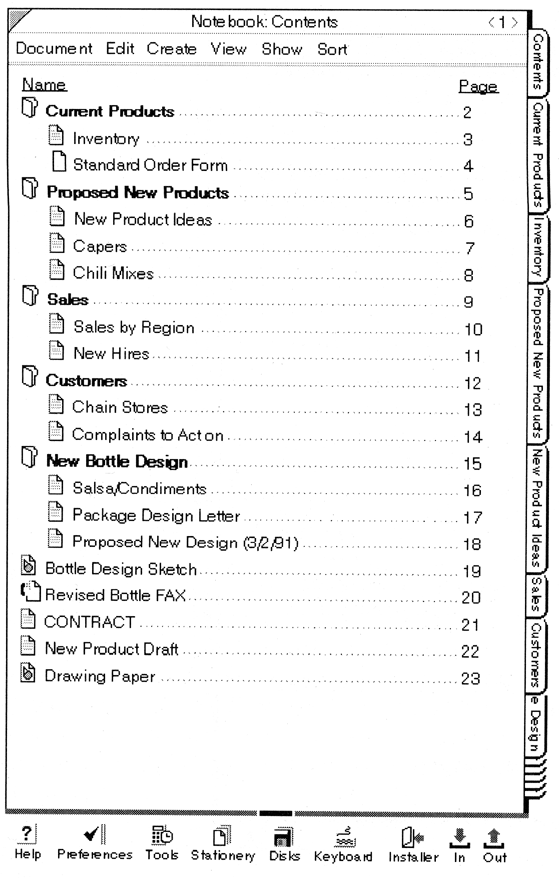 Notebook: Contents < 1 >
Document Edit Create View Show Sort
Name Page
Current Products 2
Inventory 3
Standard Order Form 4
Proposed New Products 5
New Product Ideas 6
Capers 7
Chili Mixes 8
Sales 9
Sales by Region 10
New Hires 11
Customers 12
Chain Stores 13
Complaints to Act on 14
New Bottle Design 15
Salsa/Condiments 16
Package Design Letter 17
Proposed New Design (3/2/91) 18
Bottle Design Sketch 19
Revised Bottle FAX 20
CONTRACT 21
New Product Draft 22
Drawing Paper 23
Contents
Current Products
Inventory
Proposed New Products
New Product Ideas
Sales
Customers
e Design
?
Help Preferences Tools Stationery Disks Keyboard Installer In Out